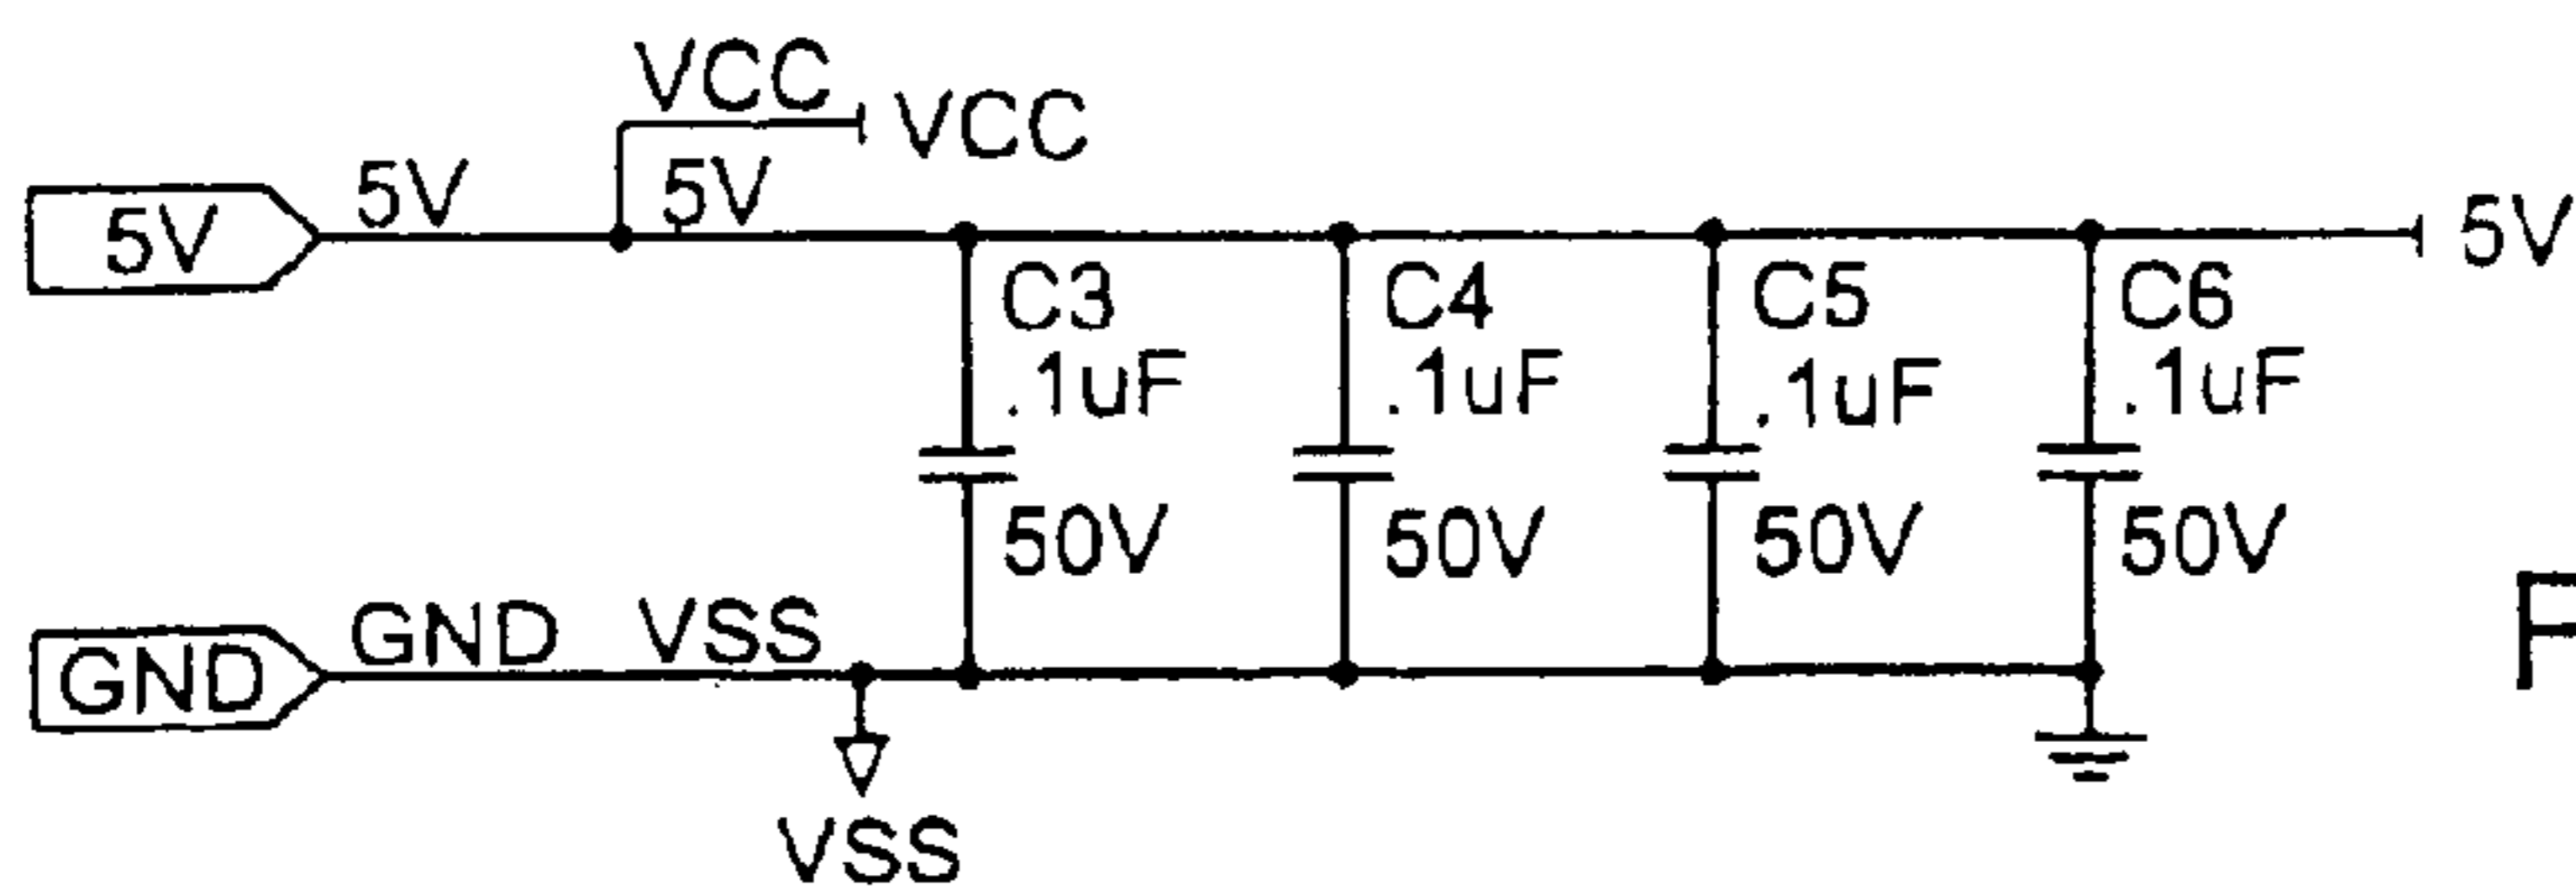 VCC
VCC
5V 5V 5V 5V
C3 C4 C5 C6
.1uF .1uF .1uF .1uF
50V 50V 50V 50V
GND GND VSS
VSS
F